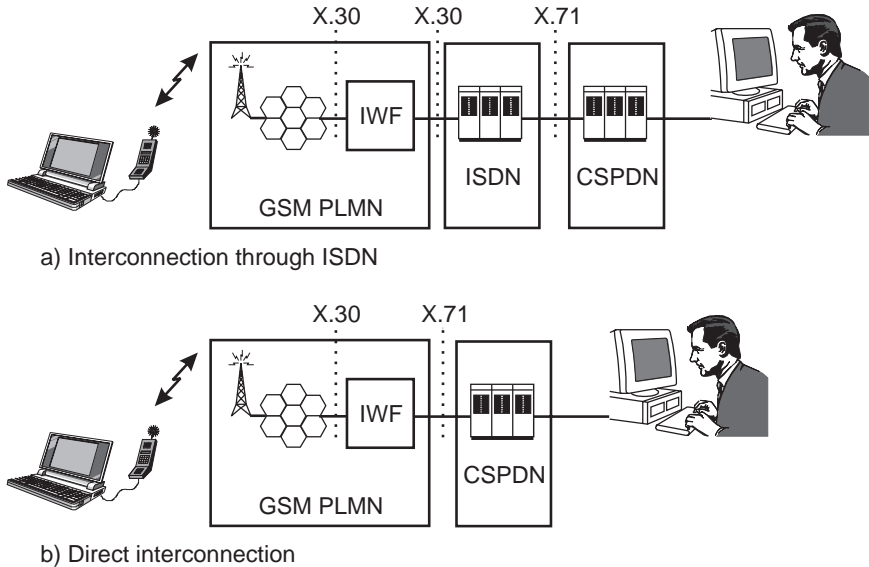 X.30 X.30 X.71
IWF
ISDN CSPDN
GSM PLMN
a) Interconnection through ISDN
X.30 X.71
IWF
CSPDN
GSM PLMN
b) Direct interconnection